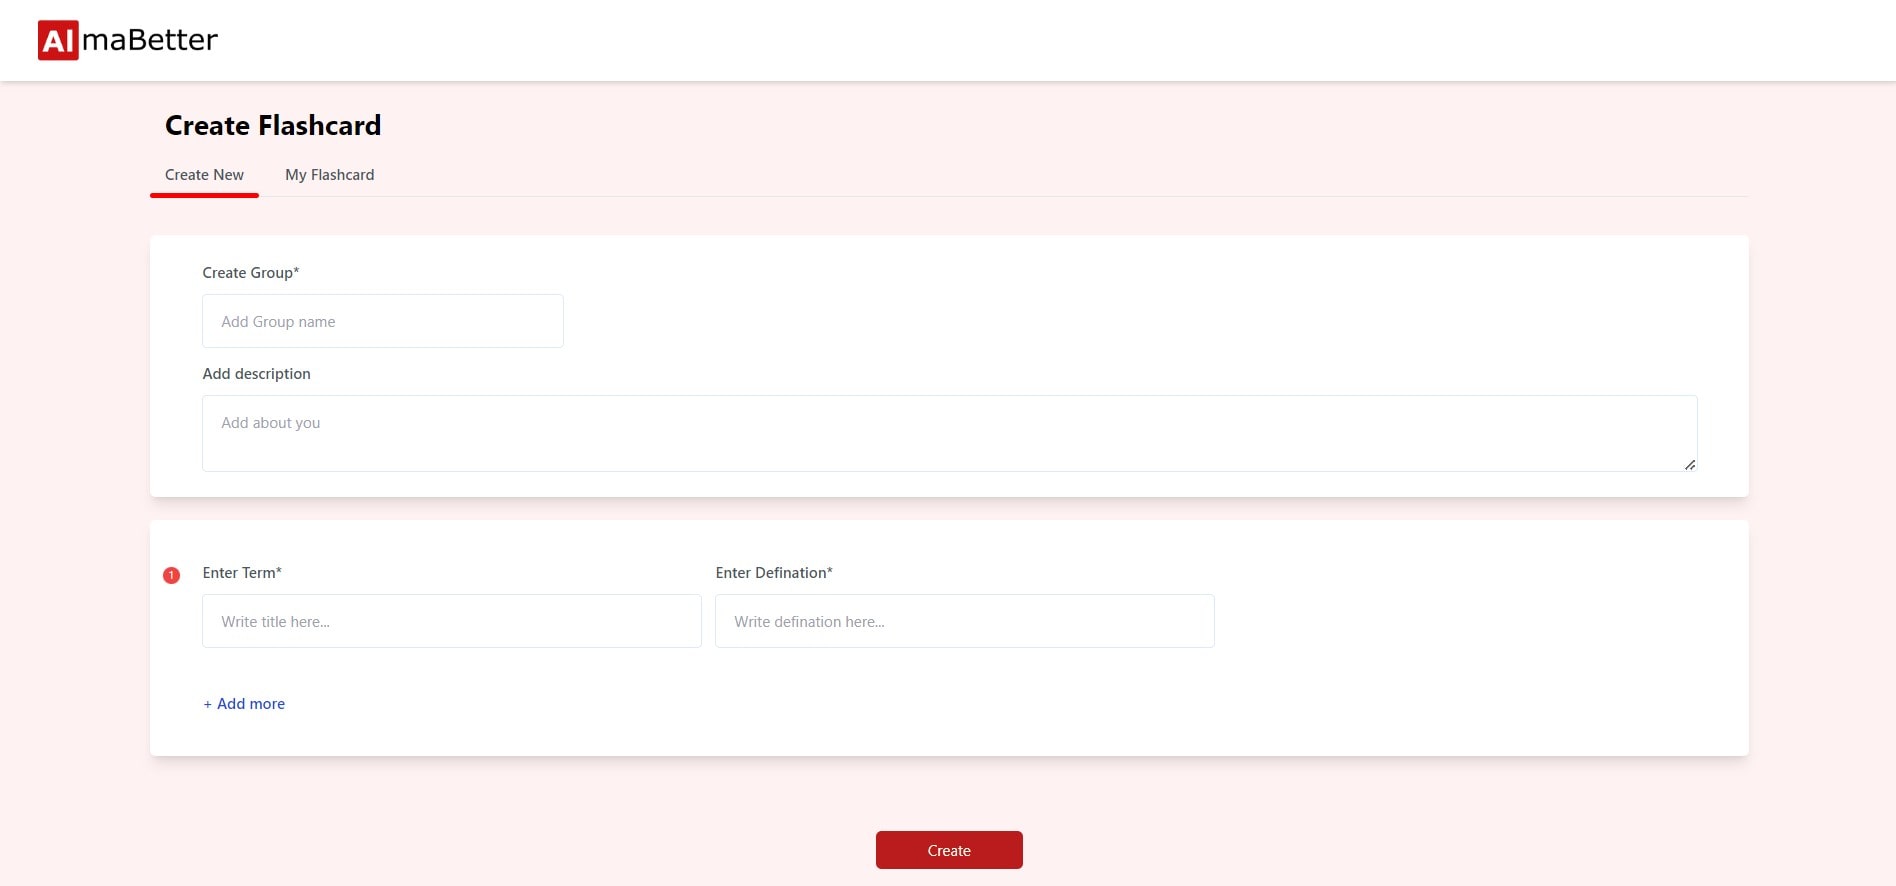 AlmaBetter
Create Flashcard
Create New My Flashcard
Create Group*
Add Group name
Add description
Add about you
1 Enter Term* Enter Defination*
Write title here... Write defination here...
+ Add more
Create